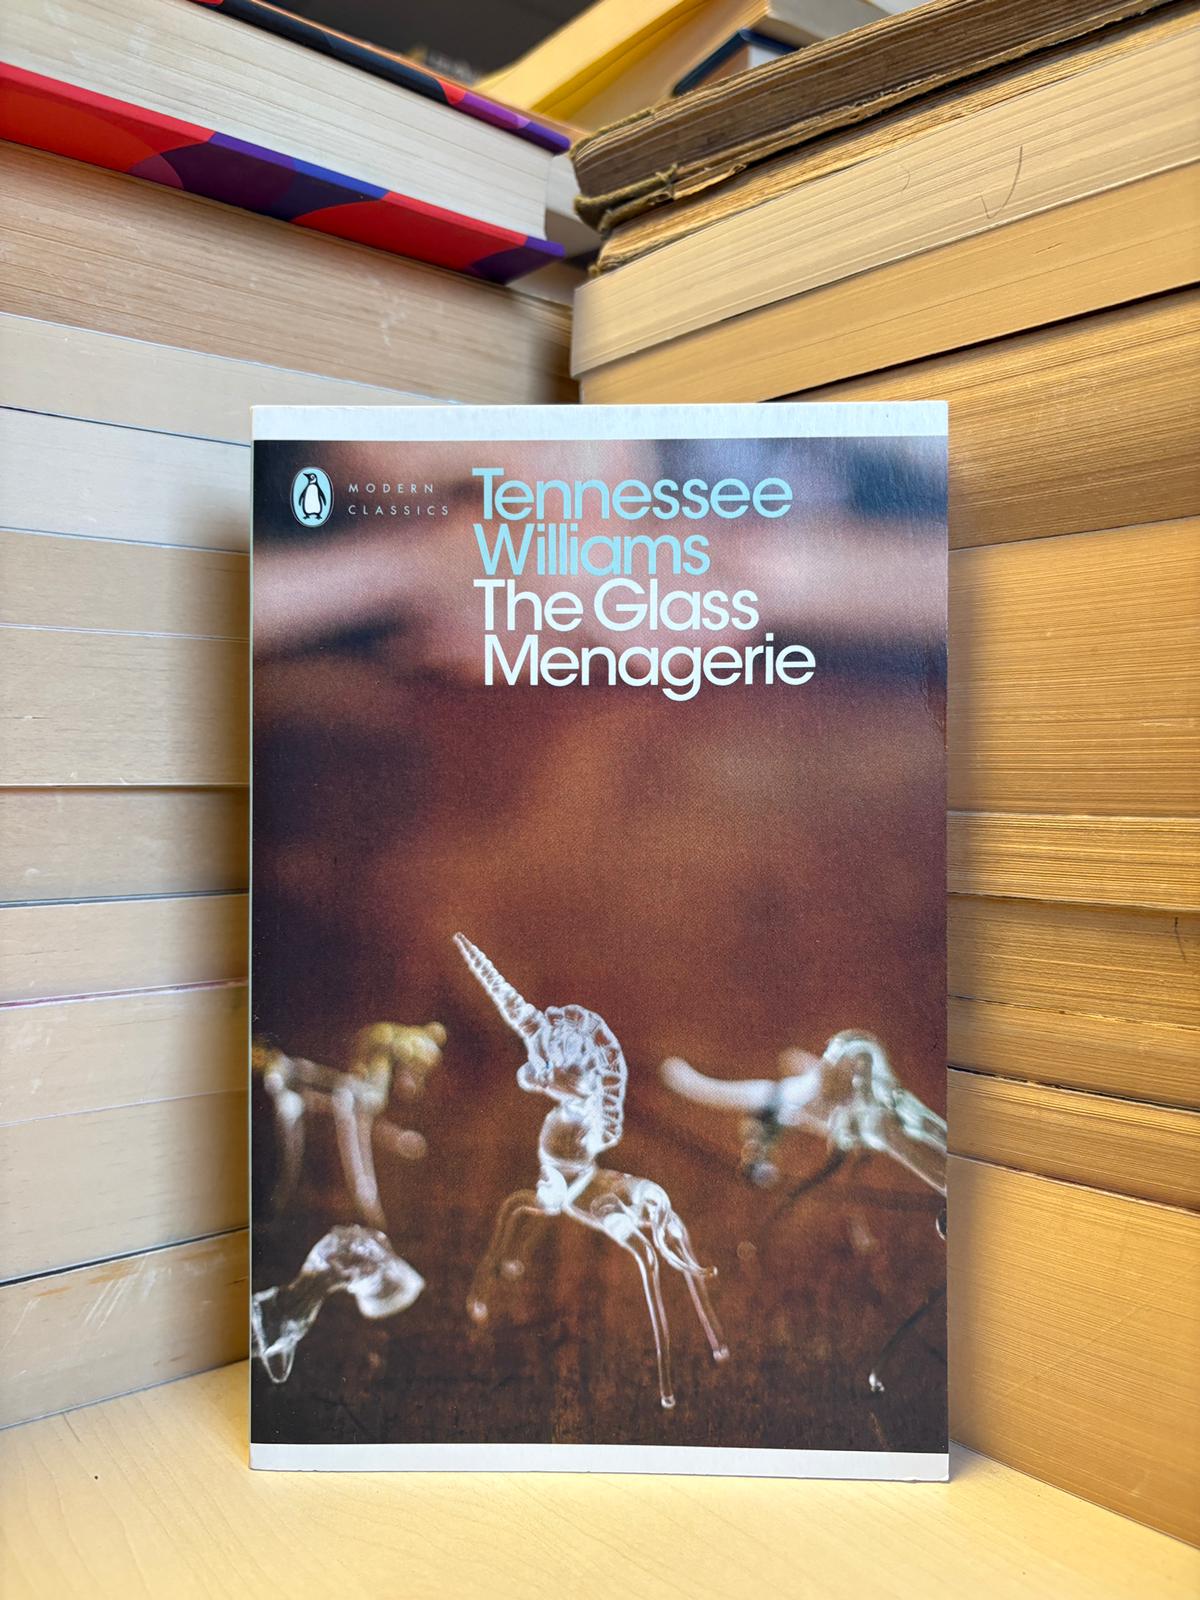 MODERN
CLASSICS
Tennessee
Williams
The Glass
Menagerie